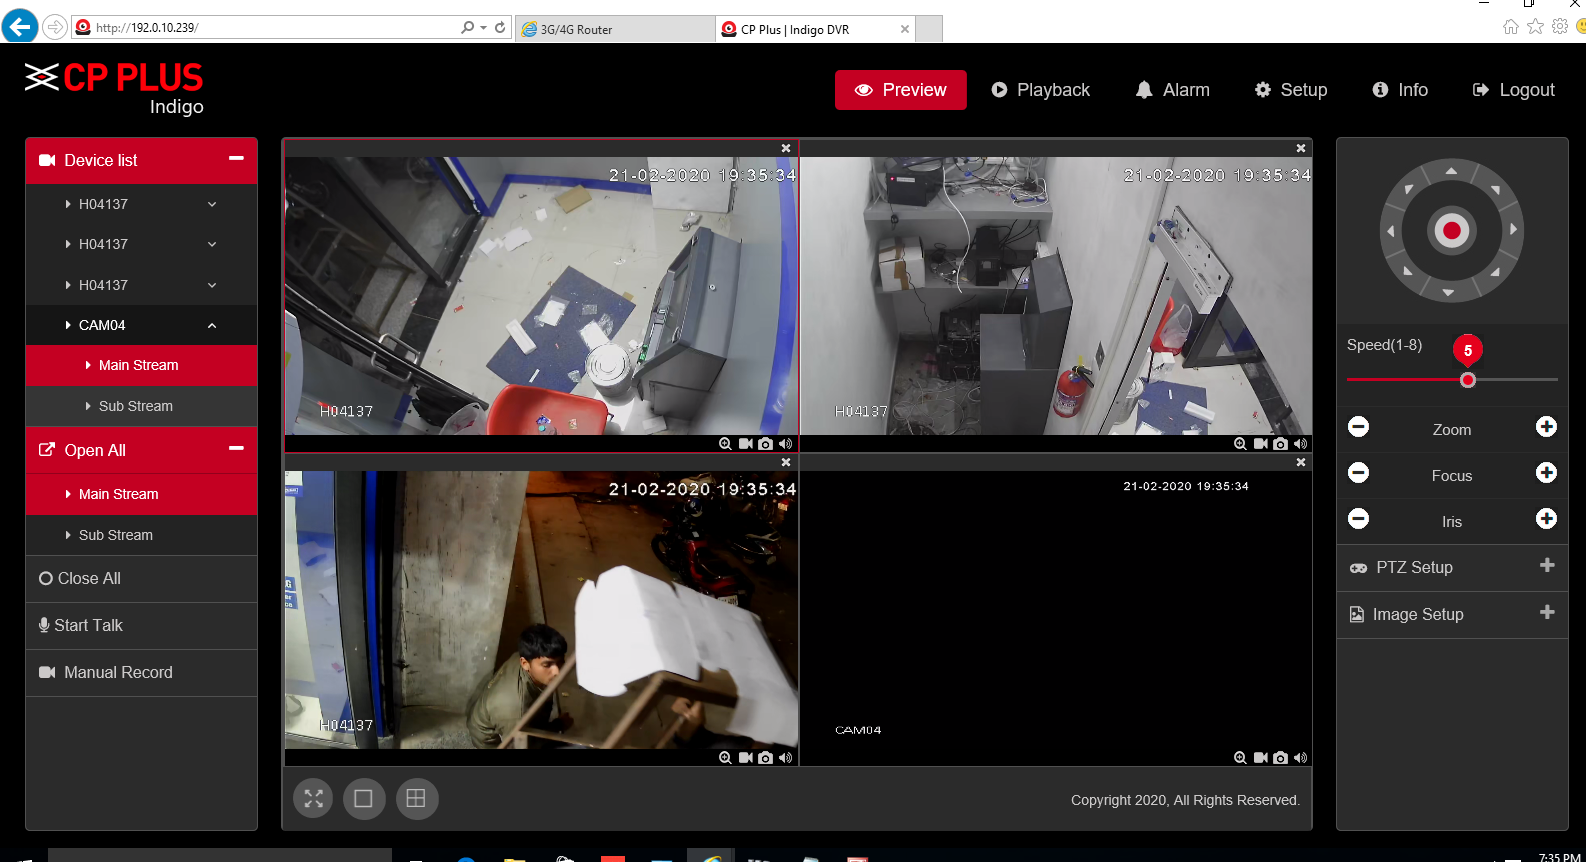 http://192.0.10.239/
3G/4G Router
CP Plus | Indigo DVR
CP PLUS
Indigo
Preview
Playback
Alarm
Setup
Info
Logout
Device list
H04137
H04137
H04137
CAM04
Main Stream
Sub Stream
Open All
Main Stream
Sub Stream
Close All
Start Talk
Manual Record
21-02-2020 19:35:34
H04137
21-02-2020 19:35:34
H04137
21-02-2020 19:35:34
H04137
21-02-2020 19:35:34
CAM04
Copyright 2020, All Rights Reserved.
Speed(1-8)
5
Zoom
Focus
Iris
PTZ Setup
Image Setup
7:35 PM